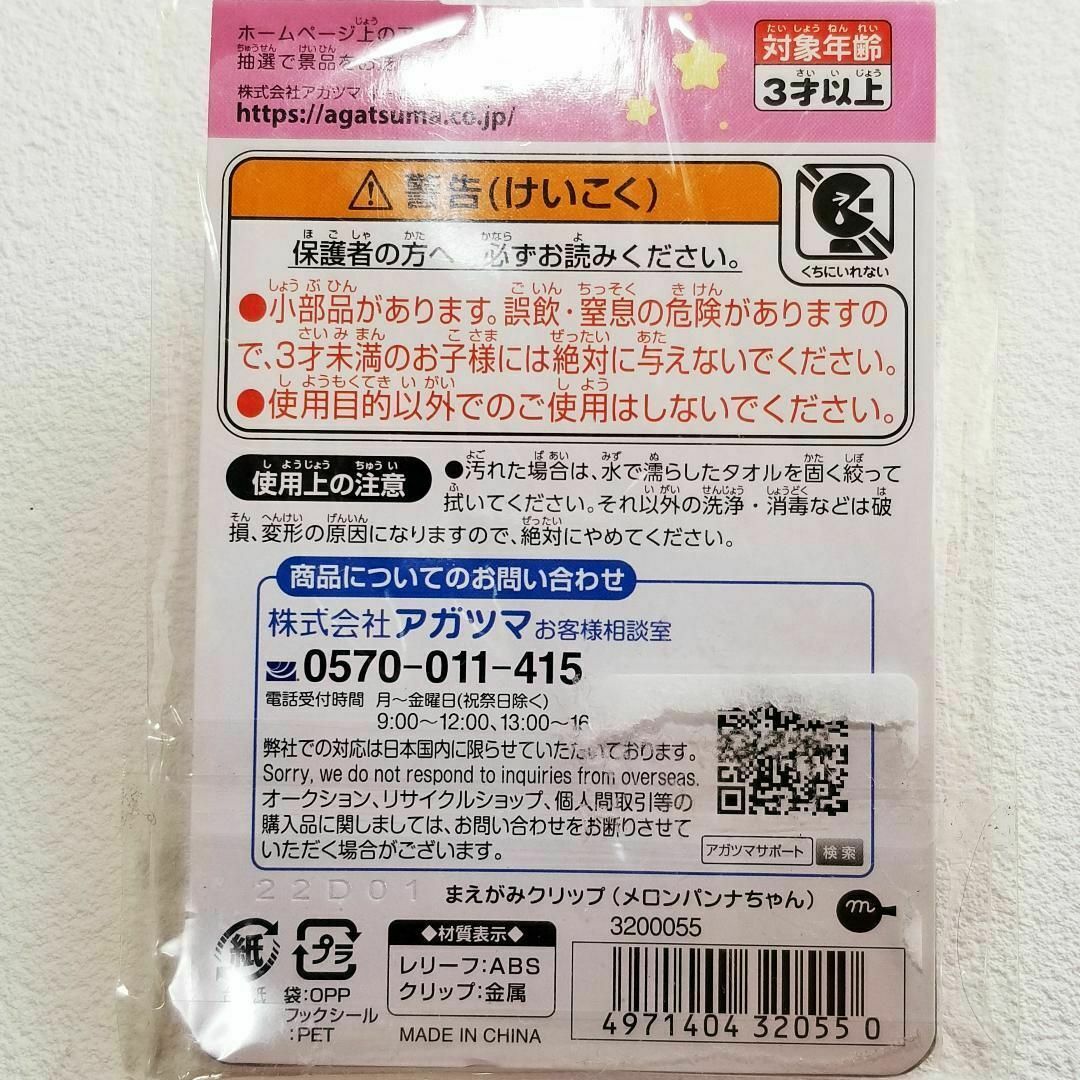 ホームページ上の
抽選で景品を
株式会社アガツマ
https://agatsuma.co.jp/
対象年齢
3才以上
警告(けいこく)
保護者の方へ 必ずお読みください。
くちにいれない
●小部品があります。誤飲・窒息の危険がありますの
で、3才未満のお子様には絶対に与えないでください。
●使用目的以外でのご使用はしないでください。
使用上の注意
●汚れた場合は、水で濡らしたタオルを固く絞って
拭いてください。それ以外の洗浄・消毒などは破
損、変形の原因になりますので、絶対にやめてください。
商品についてのお問い合わせ
株式会社アガツマお客様相談室
0570-011-415
電話受付時間 月〜金曜日(祝祭日除く)
9:00〜12:00、13:00〜16
弊社での対応は日本国内に限らせていただいております。
Sorry, we do not respond to inquiries from overseas.
オークション、リサイクルショップ、個人間取引等の
購入品に関しましては、お問い合わせをお断りさせて
いただく場合がございます。
アガツマサポート 検索
22D01
まえがみクリップ(メロンパンナちゃん)
3200055
m
紙
プラ
袋:OPP
フックシール
:PET
◆材質表示◆
レリーフ:ABS
クリップ:金属
MADE IN CHINA
4971404 320550